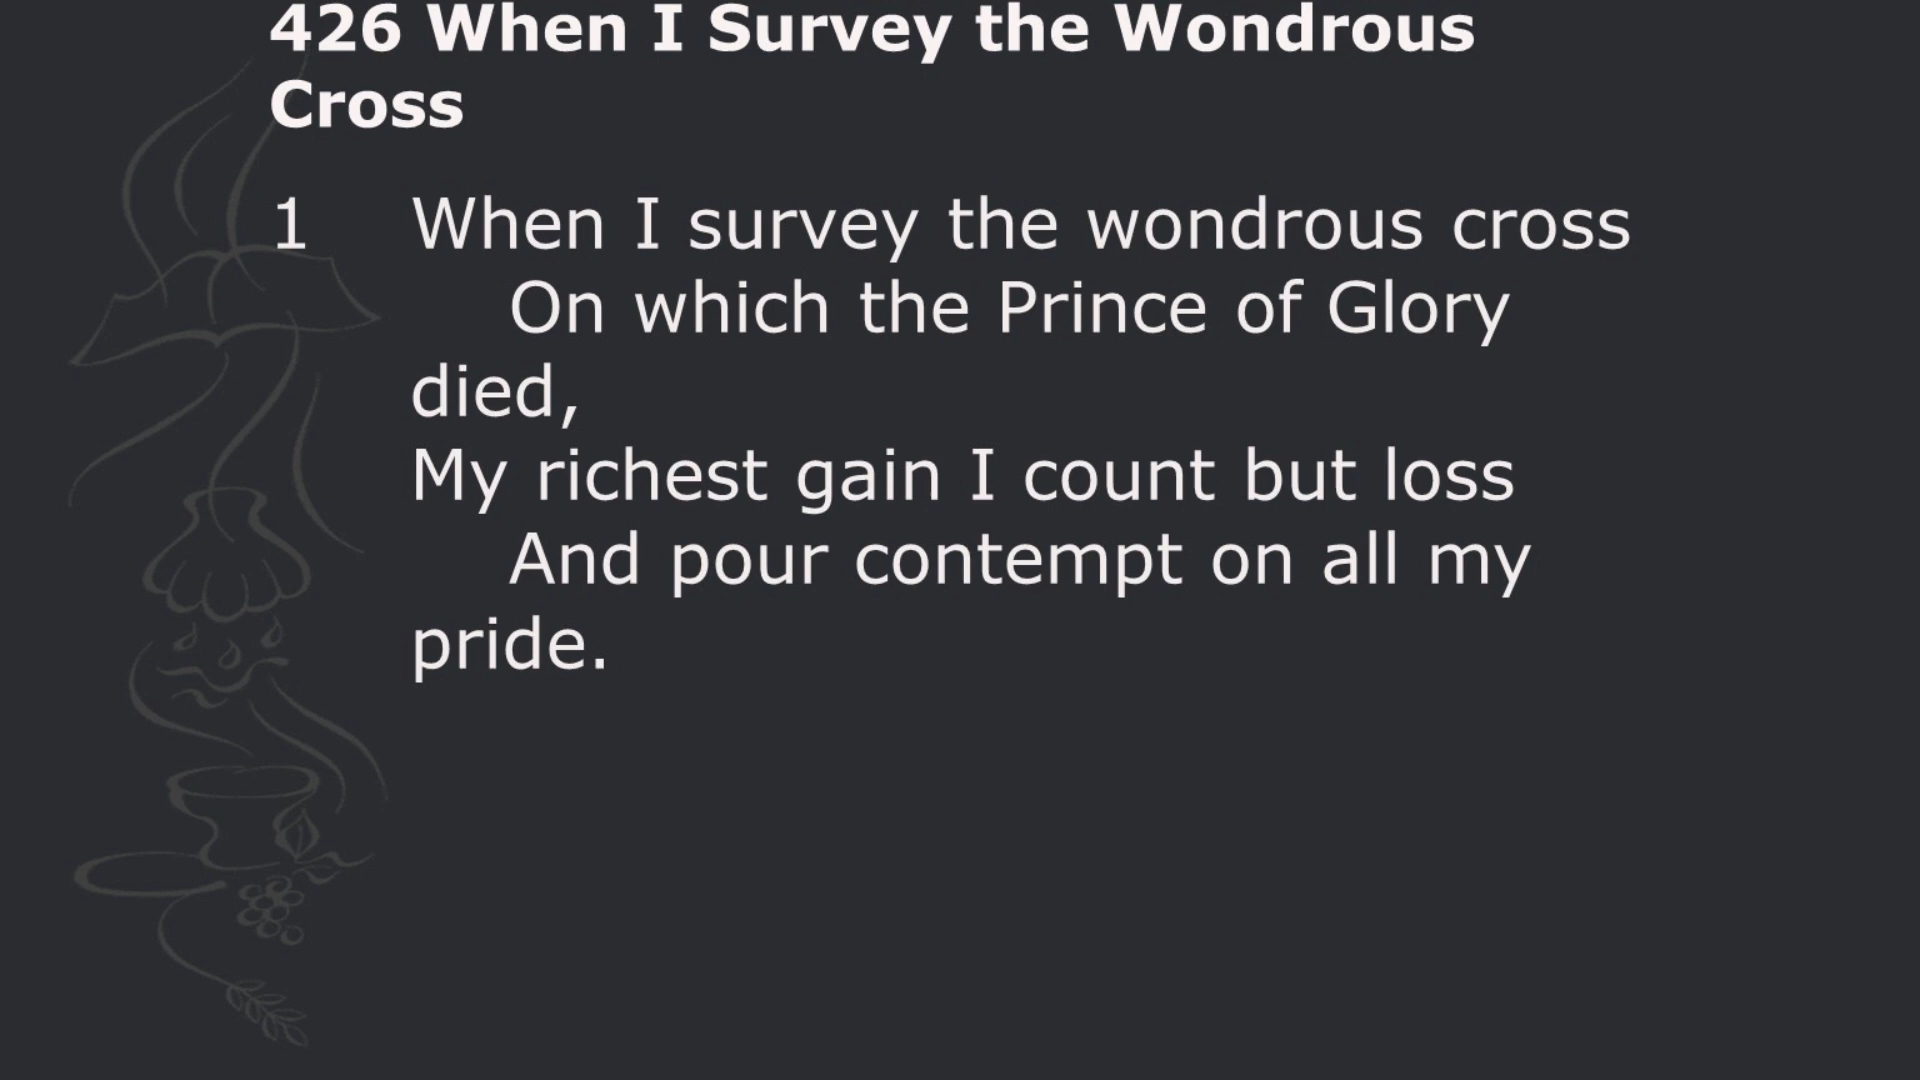 426 When I Survey the Wondrous
Cross
1 When I survey the wondrous cross
On which the Prince of Glory
died,
My richest gain I count but loss
And pour contempt on all my
pride.